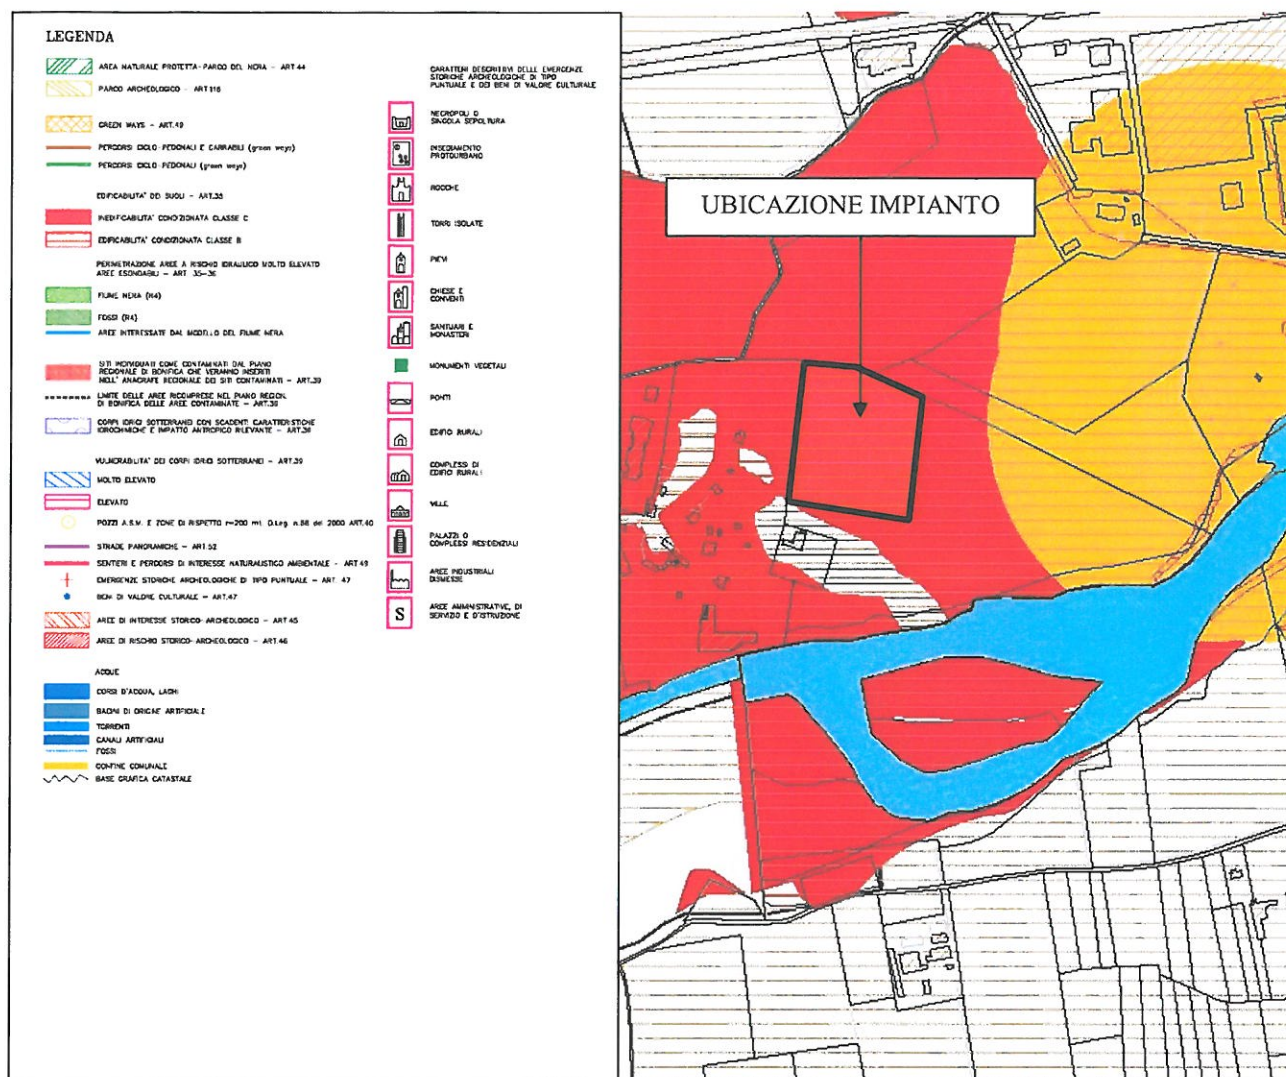 LEGENDA
AREA NATURALE PROTETTA-PARCO DEL NERA - ART 44
PARCO ARCHEOLOGICO - ART 116
GREEN WAYS - ART.49
PERCORSI CICLO PEDONALI E CARRABILI (green ways)
PERCORSI CICLO PEDONALI (green ways)
EDIFICABILITA' DEI SUOLI - ART.35
INEDIFICABILITA' CONDIZIONATA CLASSE C
EDIFICABILITA' CONDIZIONATA CLASSE B
PERIMETRAZIONE AREE A RISCHIO IDRAULICO MOLTO ELEVATO
AREE ESONDABILI - ART 35-36
FIUME NERA (R4)
FOSSI (R4)
AREE INTERESSATE DAL MODELLO DEL FIUME NERA
SITI INDIVIDUATI COME CONTAMINATI DAL PIANO
REGIONALE DI BONIFICA CHE VERRANNO INSERITI
NELL' ANAGRAFE REGIONALE DEI SITI CONTAMINATI - ART.39
LIMITE DELLE AREE RICOMPRESE NEL PIANO REGION.
DI BONIFICA DELLE AREE CONTAMINATE - ART.39
CORPI IDRICI SOTTERRANEI CON SCADENTI CARATTERISTICHE
IDROCHIMICHE E IMPATTO ANTROPICO RILEVANTE - ART.38
VULNERABILITA' DEI CORPI IDRICI SOTTERRANEI - ART.39
MOLTO ELEVATO
ELEVATO
POZZI A.S.M. E ZONE DI RISPETTO r=200 mt. D.Leg. n.58 del 2000 ART.40
STRADE PANORAMICHE - ART.52
SENTIERI E PERCORSI DI INTERESSE NATURALISTICO AMBIENTALE - ART 49
EMERGENZE STORICHE ARCHEOLOGICHE DI TIPO PUNTUALE - ART. 47
BENI DI VALORE CULTURALE - ART.47
AREE DI INTERESSE STORICO-ARCHEOLOGICO - ART 45
AREE DI RISCHIO STORICO-ARCHEOLOGICO - ART.46
ACQUE
CORSI D'ACQUA, LAGHI
BACINI DI ORIGINE ARTIFICIALE
TORRENTI
CANALI ARTIFICIALI
FOSSI
CONFINE COMUNALE
BASE GRAFICA CATASTALE
CARATTERI DESCRITTIVI DELLE EMERGENZE
STORICHE ARCHEOLOGICHE DI TIPO
PUNTUALE E DEI BENI DI VALORE CULTURALE
NECROPOLI O
SINGOLA SEPOLTURA
INSEDIAMENTO
PROTOURBANO
ROCCHE
TORRI ISOLATE
PIEVI
CHIESE E
CONVENTI
SANTUARI E
MONASTERI
MONUMENTI VEGETALI
PONTI
EDIFICI RURALI
COMPLESSI DI
EDIFICI RURALI
VILLE
PALAZZI O
COMPLESSI RESIDENZIALI
AREE INDUSTRIALI
DISMESSE
S
AREE AMMINISTRATIVE, DI
SERVIZIO E D'ISTRUZIONE
UBICAZIONE IMPIANTO